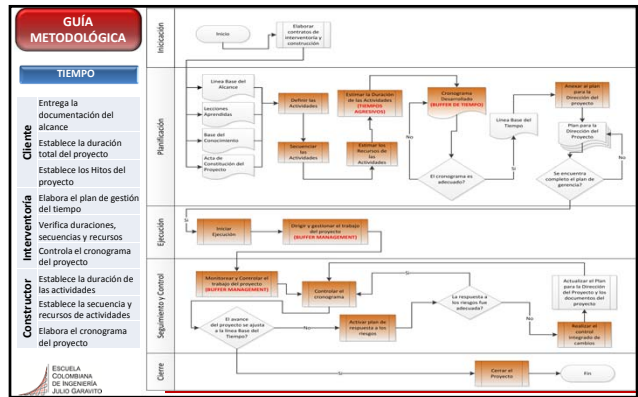 GUÍA
METODOLÓGICA
TIEMPO
Cliente
Entrega la
documentación del
alcance
Establece la duración
total del proyecto
Establece los Hitos del
proyecto
Interventoría
Elabora el plan de gestión
del tiempo
Verifica duraciones,
secuencias y recursos
Controla el cronograma
del proyecto
Constructor
Establece la duración de
las actividades
Establece la secuencia y
recursos de actividades
Elabora el cronograma
del proyecto
ESCUELA
COLOMBIANA
DE INGENIERÍA
JULIO GARAVITO
Inicio
Elaborar
contratos de
interventoría y
construcción
Planificación
Línea Base del
Alcance
Lecciones
Aprendidas
Base del
Conocimiento
Acta de
Constitución del
Proyecto
Definir las
Actividades
Secuenciar
las
Actividades
Estimar la Duración
de las Actividades
(TIEMPOS
AGRESIVOS)
Estimar los
Recursos de
las
Actividades
Cronograma
Desarrollado
(BUFFER DE TIEMPO)
El cronograma es
adecuado?
No
Si
Línea Base del
Tiempo
Anexar al plan
para la
Dirección del
proyecto
Plan para la
Dirección del
Proyecto
Se encuentra
completo el plan de
gerencia?
No
Ejecución
Iniciar
Ejecución
Dirigir y gestionar el trabajo
del proyecto
(BUFFER MANAGEMENT)
Seguimiento y Control
Monitorear y Controlar el
trabajo del proyecto
(BUFFER MANAGEMENT)
Controlar el
cronograma
El avance
del proyecto se ajusta
a la línea Base del
Tiempo?
No
Activar plan de
respuesta a los
riesgos
La respuesta a
los riesgos fue
adecuada?
Si
No
Actualizar el Plan
para la Dirección
del Proyecto y los
documentos del
proyecto
Realizar el
control
integrado de
cambios
Cierre
Si
Cerrar el
Proyecto
Fin